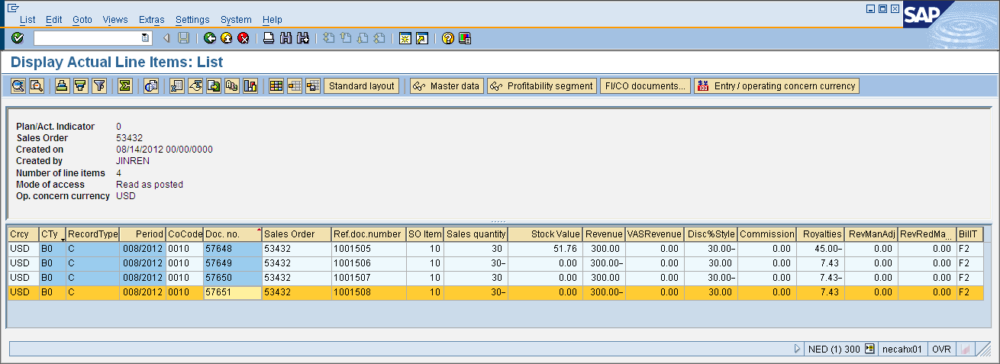 List Edit Goto Views Extras Settings System Help
SAP
Display Actual Line Items: List
Standard layout Master data Profitability segment FI/CO documents... Entry / operating concern currency
Plan/Act. Indicator 0
Sales Order 53432
Created on 08/14/2012 00/00/0000
Created by JINREN
Number of line items 4
Mode of access Read as posted
Op. concern currency USD
Crcy CTy RecordType Period CoCode Doc. no. Sales Order Ref.doc.number SO Item Sales quantity Stock Value Revenue VASRevenue Disc%Style Commission Royalties RevManAdj RevRedMa... BillT
USD B0 C 008/2012 0010 57648 53432 1001505 10 30 51.76 300.00 0.00 30.00- 0.00 45.00- 0.00 0.00 F2
USD B0 C 008/2012 0010 57649 53432 1001506 10 30- 0.00 300.00- 0.00 30.00 0.00 7.43 0.00 0.00 F2
USD B0 C 008/2012 0010 57650 53432 1001507 10 30 0.00 300.00 0.00 30.00- 0.00 7.43- 0.00 0.00 F2
USD B0 C 008/2012 0010 57651 53432 1001508 10 30- 0.00 300.00- 0.00 30.00 0.00 7.43 0.00 0.00 F2
NED (1) 300 necahx01 OVR